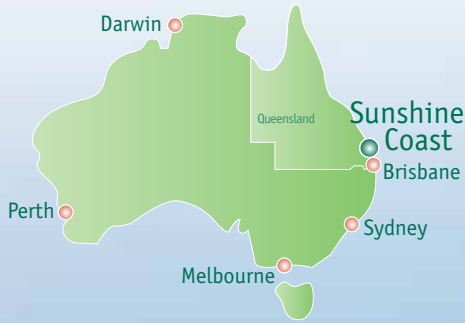 Darwin
Queensland
Sunshine
Coast
Brisbane
Perth
Sydney
Melbourne